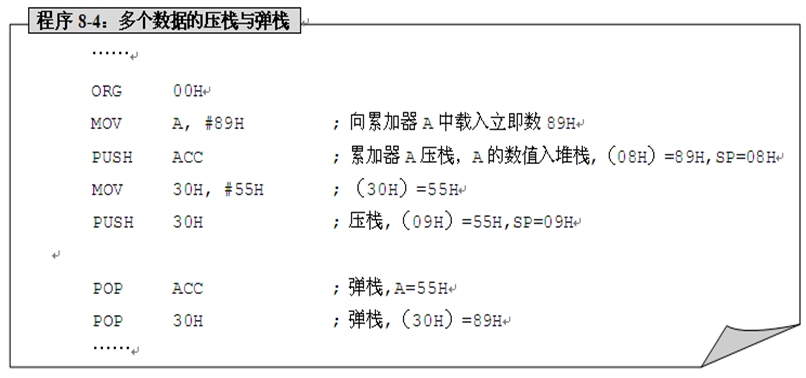 程序 8-4：多个数据的压栈与弹栈
……
ORG 00H
MOV A, #89H ; 向累加器 A 中载入立即数 89H
PUSH ACC ; 累加器 A 压栈，A 的数值入堆栈，（08H）=89H,SP=08H
MOV 30H, #55H ; （30H）=55H
PUSH 30H ; 压栈,（09H）=55H,SP=09H
POP ACC ; 弹栈,A=55H
POP 30H ; 弹栈,（30H）=89H
……